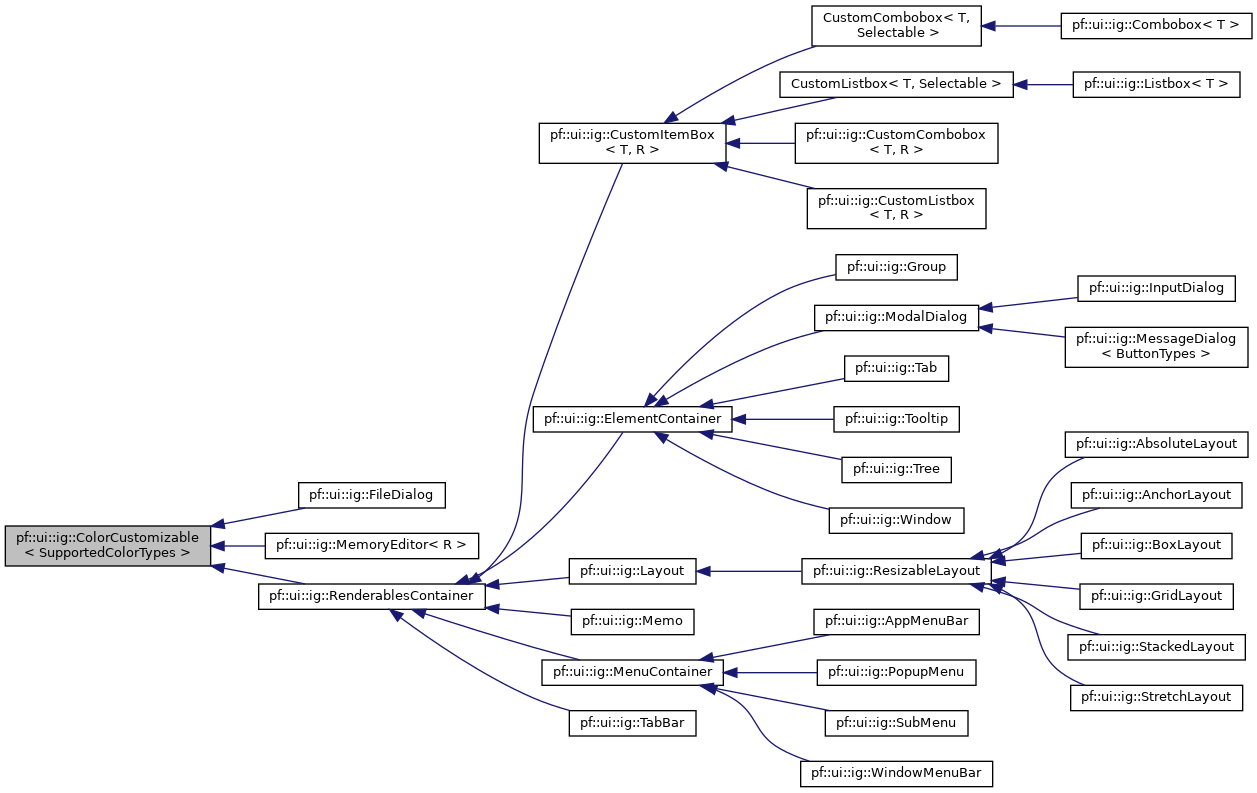 CustomCombobox< T,
Selectable >
pf::ui::ig::Combobox< T >
CustomListbox< T, Selectable >
pf::ui::ig::Listbox< T >
pf::ui::ig::CustomItemBox
< T, R >
pf::ui::ig::CustomCombobox
< T, R >
pf::ui::ig::CustomListbox
< T, R >
pf::ui::ig::Group
pf::ui::ig::InputDialog
pf::ui::ig::ModalDialog
pf::ui::ig::MessageDialog
< ButtonTypes >
pf::ui::ig::Tab
pf::ui::ig::ElementContainer
pf::ui::ig::Tooltip
pf::ui::ig::AbsoluteLayout
pf::ui::ig::Tree
pf::ui::ig::FileDialog
pf::ui::ig::AnchorLayout
pf::ui::ig::Window
pf::ui::ig::ColorCustomizable
< SupportedColorTypes >
pf::ui::ig::MemoryEditor< R >
pf::ui::ig::BoxLayout
pf::ui::ig::Layout
pf::ui::ig::ResizableLayout
pf::ui::ig::RenderablesContainer
pf::ui::ig::GridLayout
pf::ui::ig::Memo
pf::ui::ig::AppMenuBar
pf::ui::ig::StackedLayout
pf::ui::ig::MenuContainer
pf::ui::ig::PopupMenu
pf::ui::ig::StretchLayout
pf::ui::ig::TabBar
pf::ui::ig::SubMenu
pf::ui::ig::WindowMenuBar